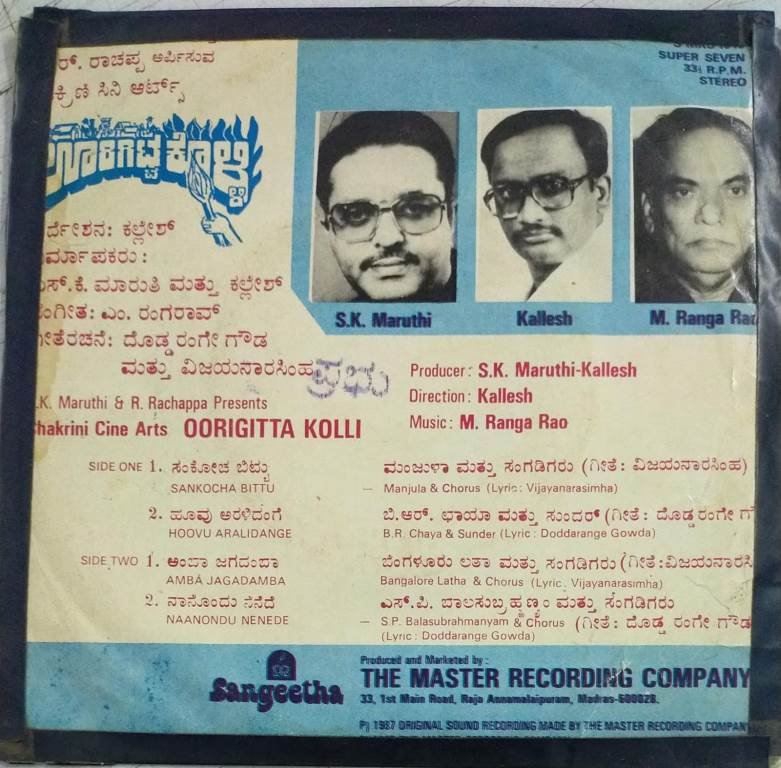 ರ್. ರಾಚಪ್ಪ ಅರ್ಪಿಸುವ
ಕ್ರಿಣಿ ಸಿನಿ ಆರ್ಟ್ಸ್
ಊರಿಗಿಟ್ಟ ಕೊಳ್ಳಿ
ರ್ದೇಶನ: ಕಲ್ಲೇಶ್
ರ್ಮಾಪಕರು:
ಎಸ್.ಕೆ. ಮಾರುತಿ ಮತ್ತು ಕಲ್ಲೇಶ್
ಸಂಗೀತ: ಎಂ. ರಂಗರಾವ್
ಗೀತೆರಚನೆ: ದೊಡ್ಡರಂಗೇ ಗೌಡ
ಮತ್ತು ವಿಜಯನಾರಸಿಂಹ
ಪ್ರಭು
SUPER SEVEN
33⅓ R.P.M.
STEREO
S.K. Maruthi
Kallesh
M. Ranga Rao
Producer: S.K. Maruthi-Kallesh
Direction: Kallesh
Music: M. Ranga Rao
.K. Maruthi & R. Rachappa Presents
Chakrini Cine Arts OORIGITTA KOLLI
SIDE ONE 1. ಸಂಕೋಚ ಬಿಟ್ಟು ಮಂಜುಳಾ ಮತ್ತು ಸಂಗಡಿಗರು (ಗೀತೆ: ವಿಜಯನಾರಸಿಂಹ)
SANKOCHA BITTU – Manjula & Chorus (Lyric: Vijayanarasimha)
2. ಹೂವು ಅರಳಿದಂಗೆ ಬಿ.ಆರ್. ಛಾಯಾ ಮತ್ತು ಸುಂದರ್ (ಗೀತೆ: ದೊಡ್ಡರಂಗೇ ಗೌ
HOOVU ARALIDANGE B.R. Chaya & Sunder (Lyric: Doddarange Gowda)
SIDE TWO 1. ಅಂಬಾ ಜಗದಂಬಾ ಬೆಂಗಳೂರು ಲತಾ ಮತ್ತು ಸಂಗಡಿಗರು (ಗೀತೆ:ವಿಜಯನಾರಸಿ
AMBA JAGADAMBA Bangalore Latha & Chorus (Lyric: Vijayanarasimha)
2. ನಾನೊಂದು ನೆನೆದೆ ಎಸ್.ಪಿ. ಬಾಲಸುಬ್ರಹ್ಮಣ್ಯಂ ಮತ್ತು ಸಂಗಡಿಗರು
NAANONDU NENEDE – S.P. Balasubrahmanyam & Chorus (ಗೀತೆ: ದೊಡ್ಡ ರಂಗೇ ಗೌಡ
(Lyric: Doddarange Gowda)
Sangeetha
Produced and Marketed by:
THE MASTER RECORDING COMPANY
33, 1st Main Road, Raja Annamalaipuram, Madras-600028.
P) 1987 ORIGINAL SOUND RECORDING MADE BY THE MASTER RECORDING COMPANY